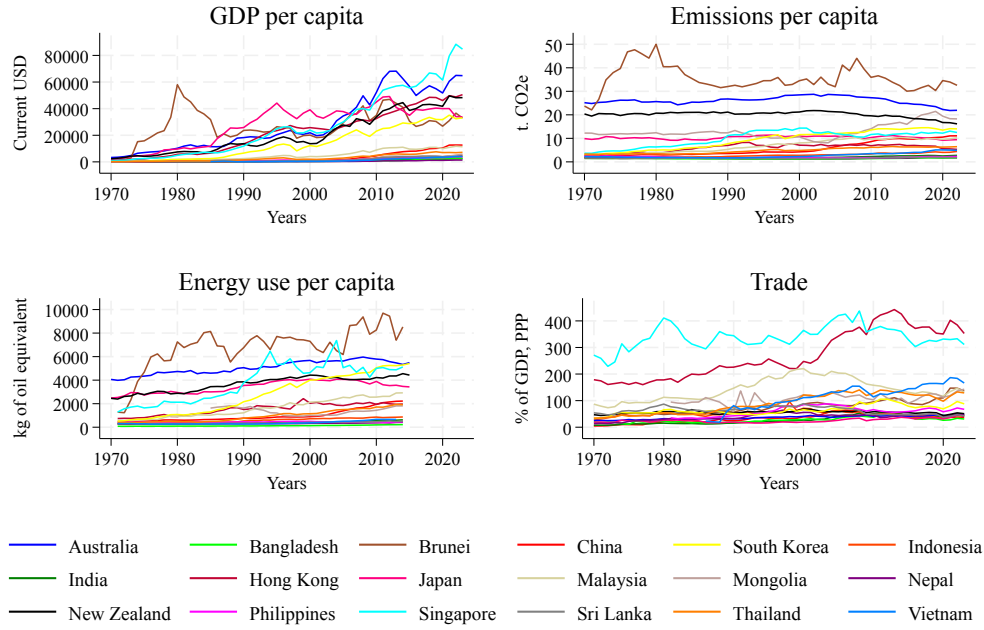 GDP per capita
Current USD
80000
60000
40000
20000
0
1970 1980 1990 2000 2010 2020
Years
Emissions per capita
t. CO2e
50
40
30
20
10
0
1970 1980 1990 2000 2010 2020
Years
Energy use per capita
kg of oil equivalent
10000
8000
6000
4000
2000
0
1970 1980 1990 2000 2010 2020
Years
Trade
% of GDP, PPP
400
300
200
100
0
1970 1980 1990 2000 2010 2020
Years
Australia Bangladesh Brunei China South Korea Indonesia
India Hong Kong Japan Malaysia Mongolia Nepal
New Zealand Philippines Singapore Sri Lanka Thailand Vietnam